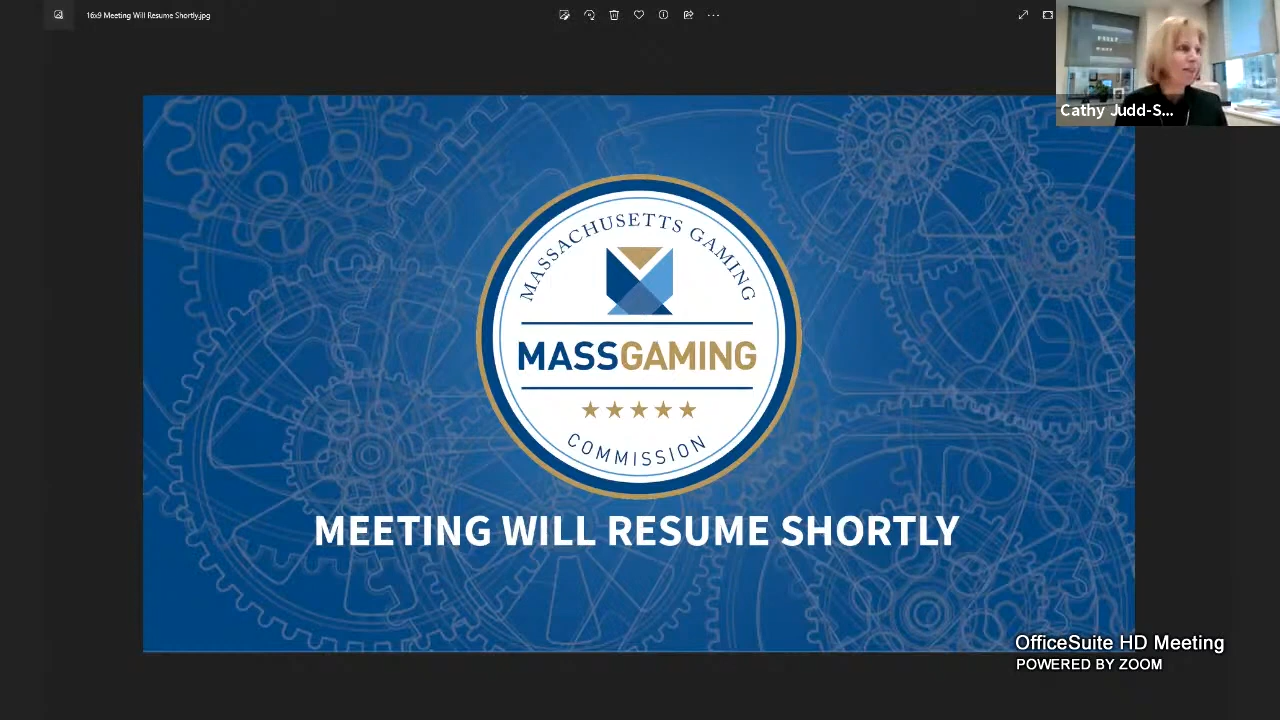 16x9 Meeting Will Resume Shortly.jpg
Cathy Judd-S...
MASSACHUSETTS GAMING
MASSGAMING
COMMISSION
MEETING WILL RESUME SHORTLY
OfficeSuite HD Meeting
POWERED BY ZOOM